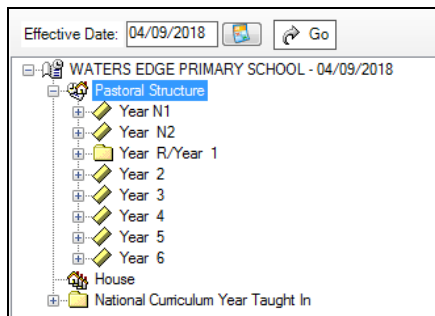 Effective Date: 04/09/2018 Go
WATERS EDGE PRIMARY SCHOOL - 04/09/2018
Pastoral Structure
Year N1
Year N2
Year R/Year 1
Year 2
Year 3
Year 4
Year 5
Year 6
House
National Curriculum Year Taught In